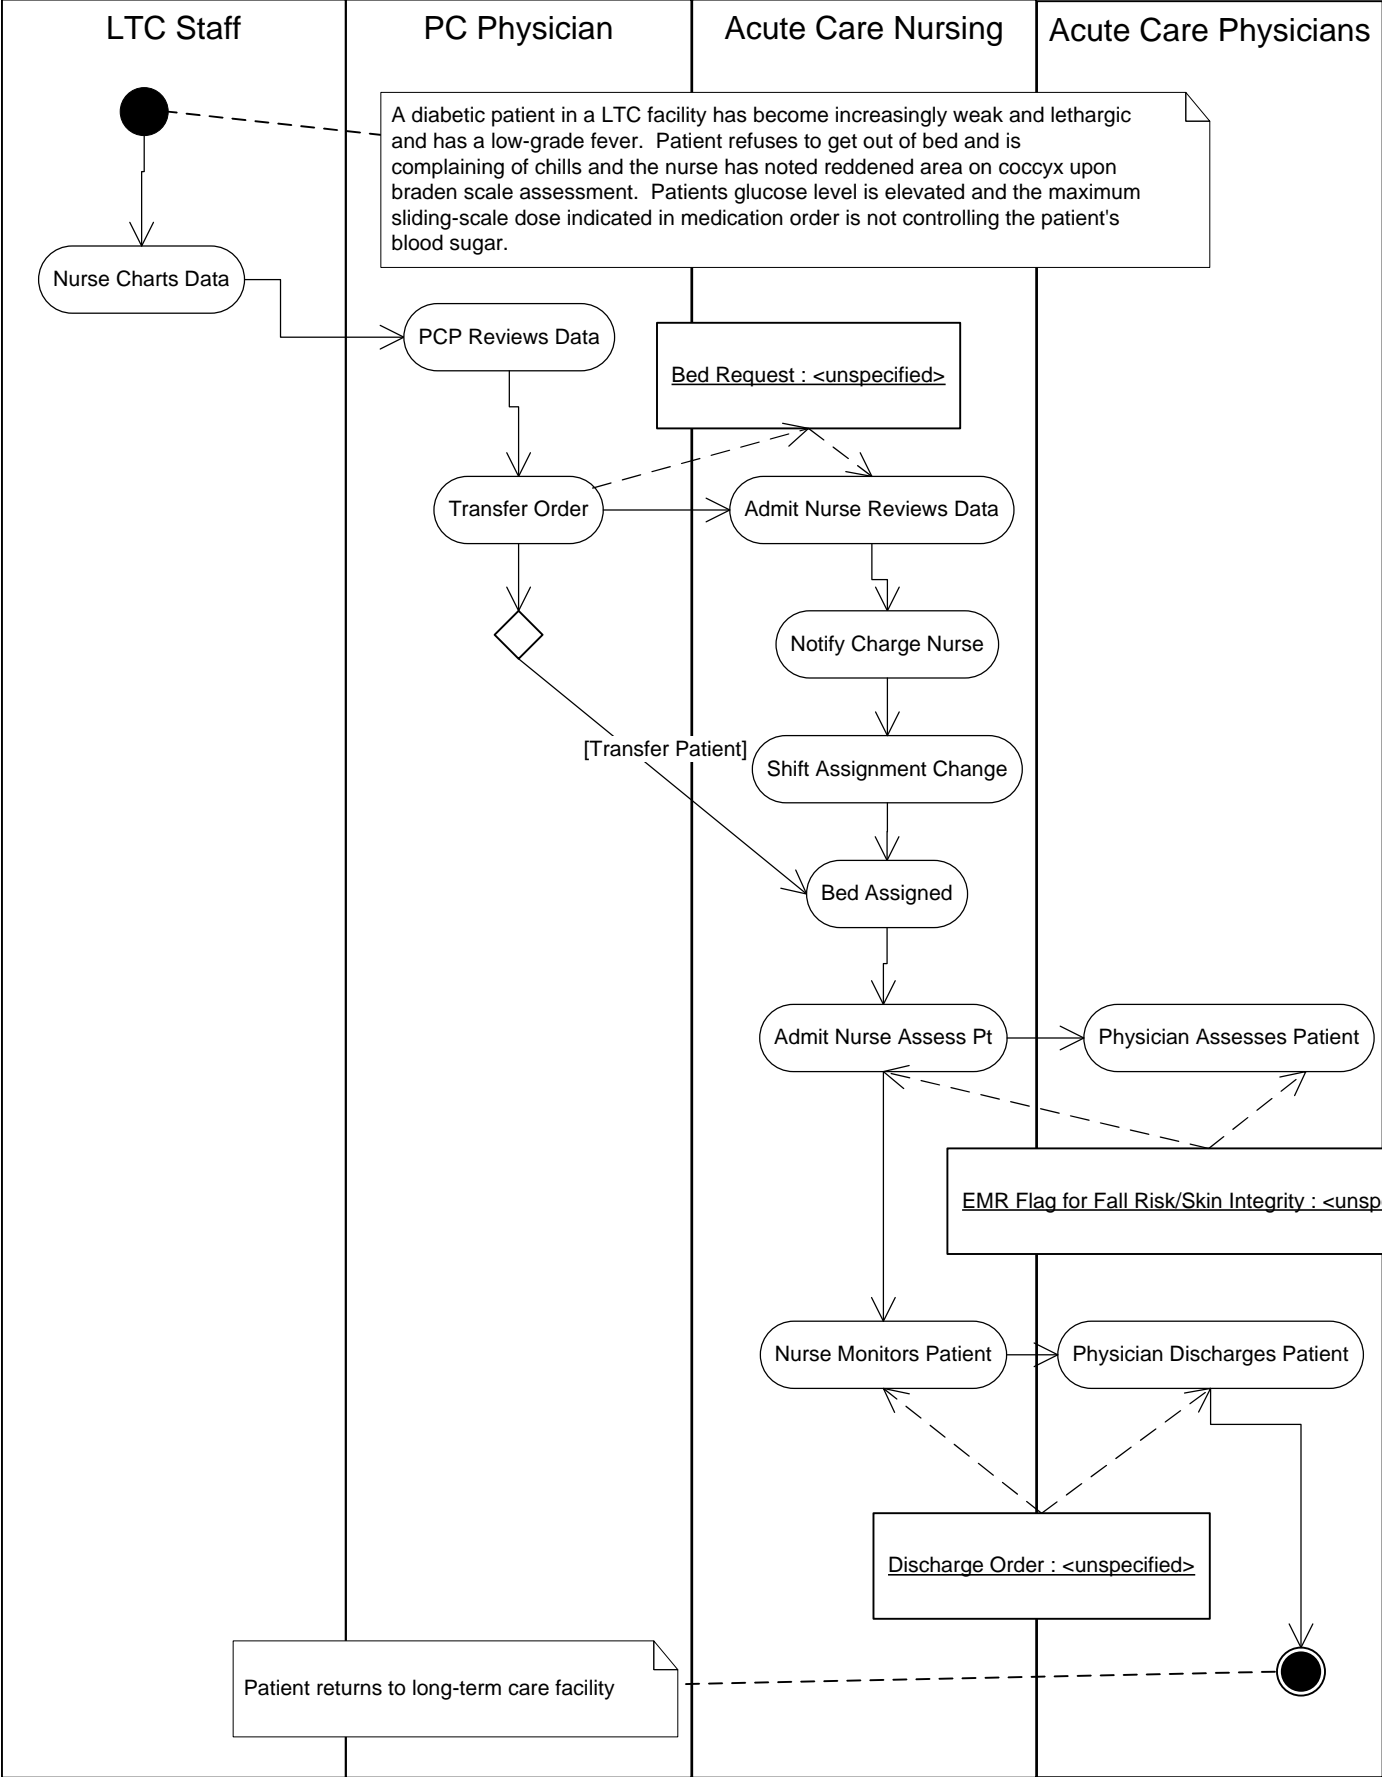 LTC Staff
PC Physician
Acute Care Nursing
Acute Care Physicians
A diabetic patient in a LTC facility has become increasingly weak and lethargic
and has a low-grade fever.  Patient refuses to get out of bed and is
complaining of chills and the nurse has noted reddened area on coccyx upon
braden scale assessment.  Patients glucose level is elevated and the maximum
sliding-scale dose indicated in medication order is not controlling the patient's
blood sugar.
Nurse Charts Data
PCP Reviews Data
Bed Request : <unspecified>
Transfer Order
Admit Nurse Reviews Data
Notify Charge Nurse
[Transfer Patient]
Shift Assignment Change
Bed Assigned
Admit Nurse Assess Pt
Physician Assesses Patient
EMR Flag for Fall Risk/Skin Integrity : <unsp
Nurse Monitors Patient
Physician Discharges Patient
Discharge Order : <unspecified>
Patient returns to long-term care facility